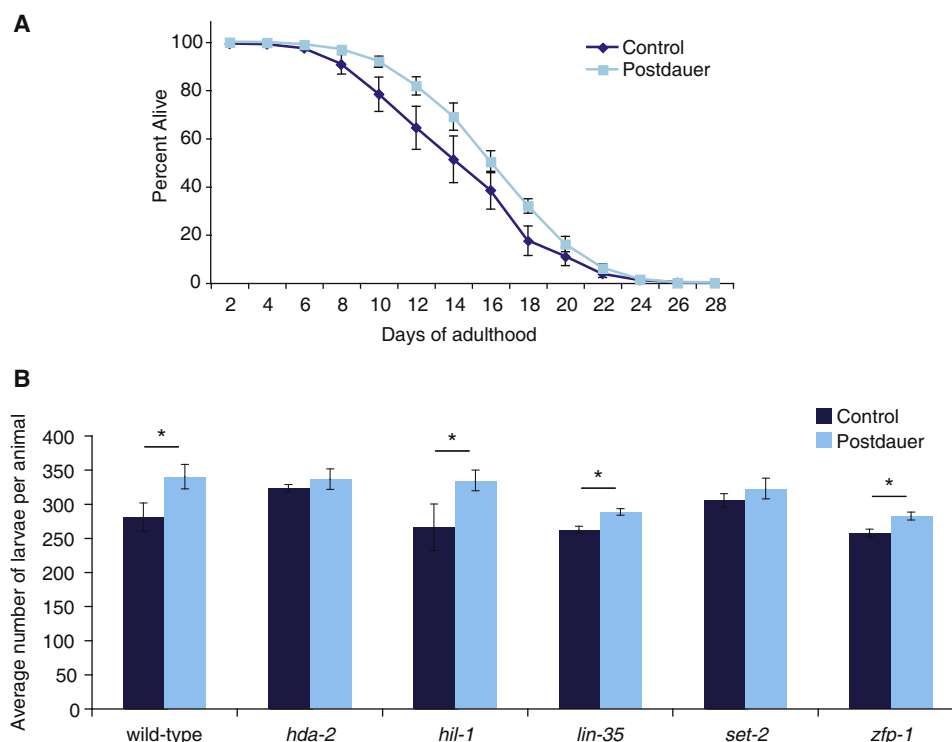 A
Percent Alive
100
80
60
40
20
0
2 4 6 8 10 12 14 16 18 20 22 24 26 28
Days of adulthood
Control
Postdauer
B
Average number of larvae per animal
400
350
300
250
200
150
100
50
0
Control
Postdauer
* * * *
wild-type hda-2 hil-1 lin-35 set-2 zfp-1